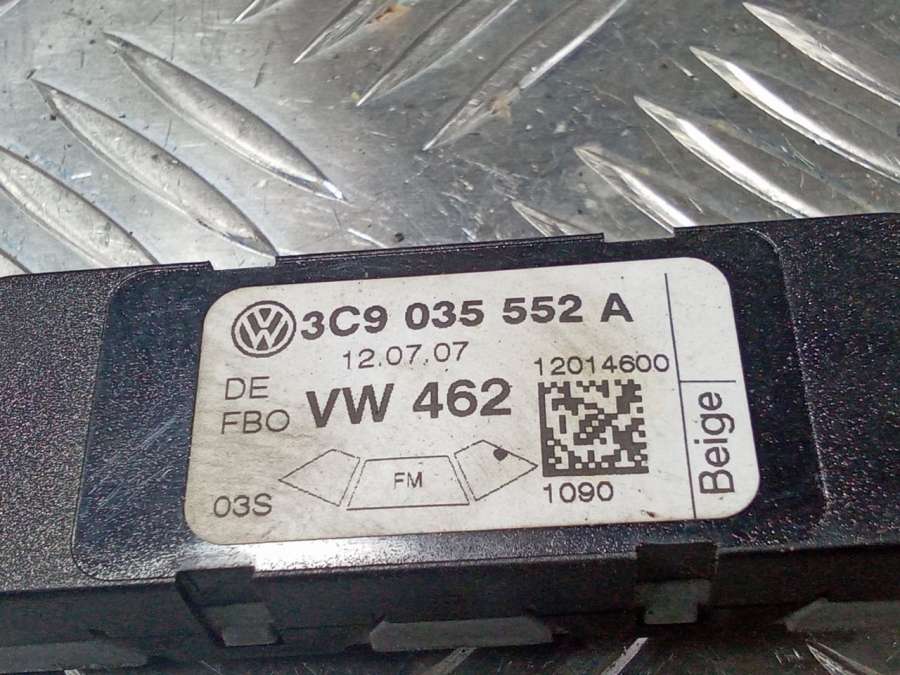 3C9 035 552 A
12.07.07
12014600
DE
FBO
VW 462
FM
03S
1090
Beige